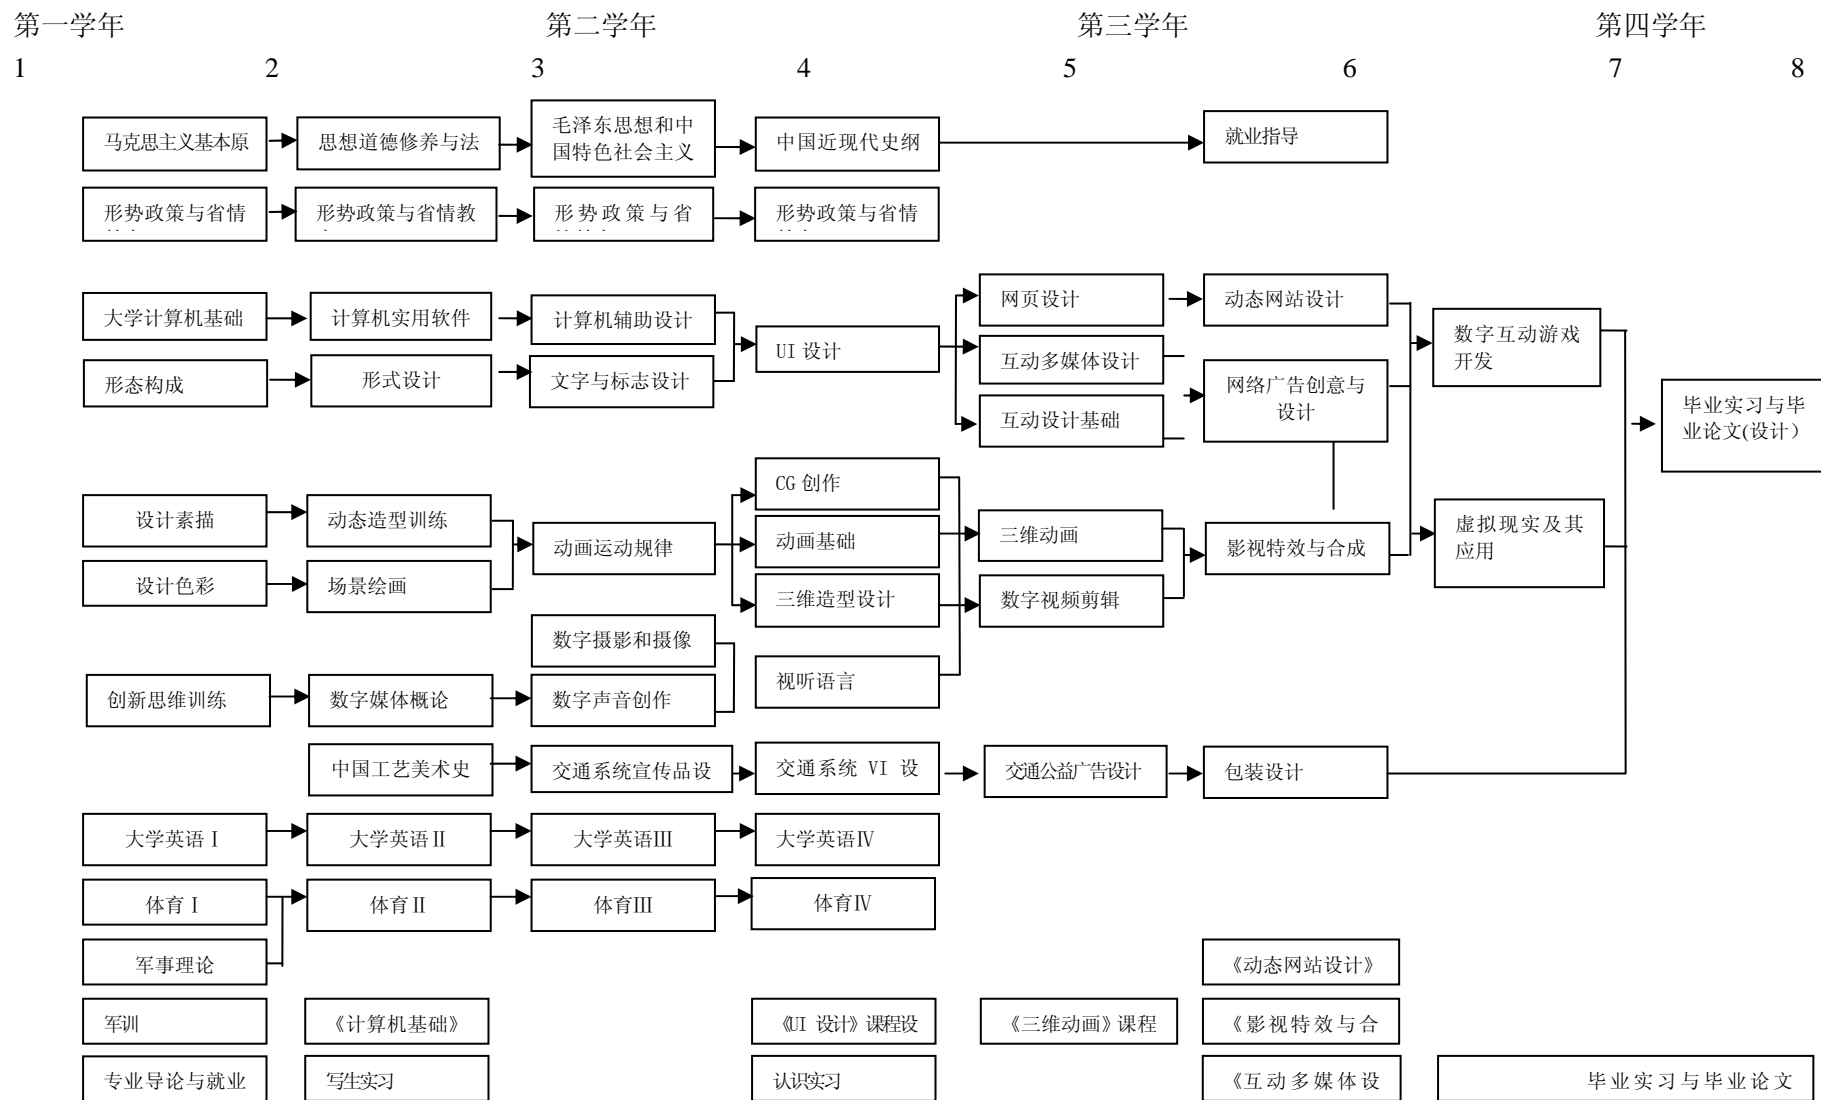 第一学年 第二学年 第三学年 第四学年
1 2 3 4 5 6 7 8
马克思主义基本原
思想道德修养与法
毛泽东思想和中
国特色社会主义
中国近现代史纲
就业指导
形势政策与省情
形势政策与省情教
形势政策与省
形势政策与省情
大学计算机基础
计算机实用软件
计算机辅助设计
UI 设计
网页设计
动态网站设计
数字互动游戏
开发
形态构成
形式设计
文字与标志设计
互动多媒体设计
网络广告创意与
设计
互动设计基础
毕业实习与毕
业论文(设计）
CG 创作
设计素描
动态造型训练
动画运动规律
动画基础
三维动画
影视特效与合成
虚拟现实及其
应用
设计色彩
场景绘画
三维造型设计
数字视频剪辑
数字摄影和摄像
视听语言
创新思维训练
数字媒体概论
数字声音创作
中国工艺美术史
交通系统宣传品设
交通系统 VI 设
交通公益广告设计
包装设计
大学英语Ⅰ
大学英语Ⅱ
大学英语Ⅲ
大学英语Ⅳ
体育Ⅰ
体育Ⅱ
体育Ⅲ
体育Ⅳ
军事理论
《动态网站设计》
军训
《计算机基础》
《UI 设计》课程设
《三维动画》课程
《影视特效与合
专业导论与就业
写生实习
认识实习
《互动多媒体设
毕业实习与毕业论文